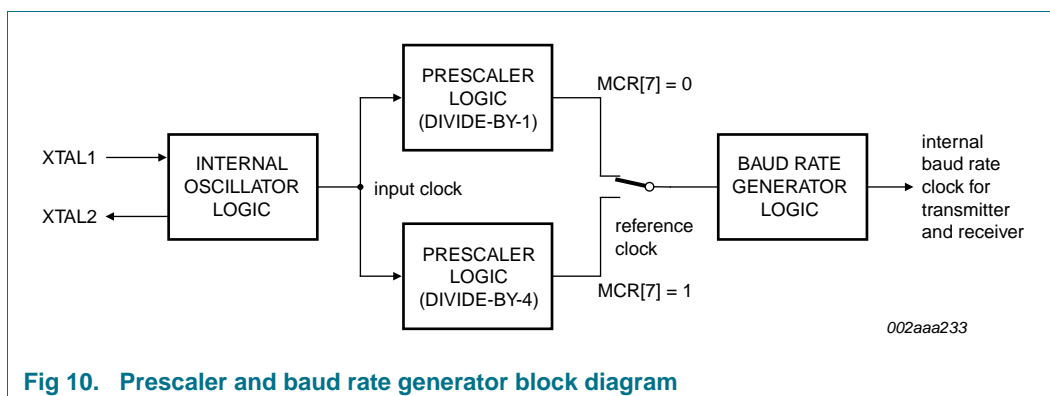 XTAL1
XTAL2
INTERNAL
OSCILLATOR
LOGIC
input clock
PRESCALER
LOGIC
(DIVIDE-BY-1)
MCR[7] = 0
PRESCALER
LOGIC
(DIVIDE-BY-4)
MCR[7] = 1
reference
clock
BAUD RATE
GENERATOR
LOGIC
internal
baud rate
clock for
transmitter
and receiver
002aaa233
Fig 10. Prescaler and baud rate generator block diagram